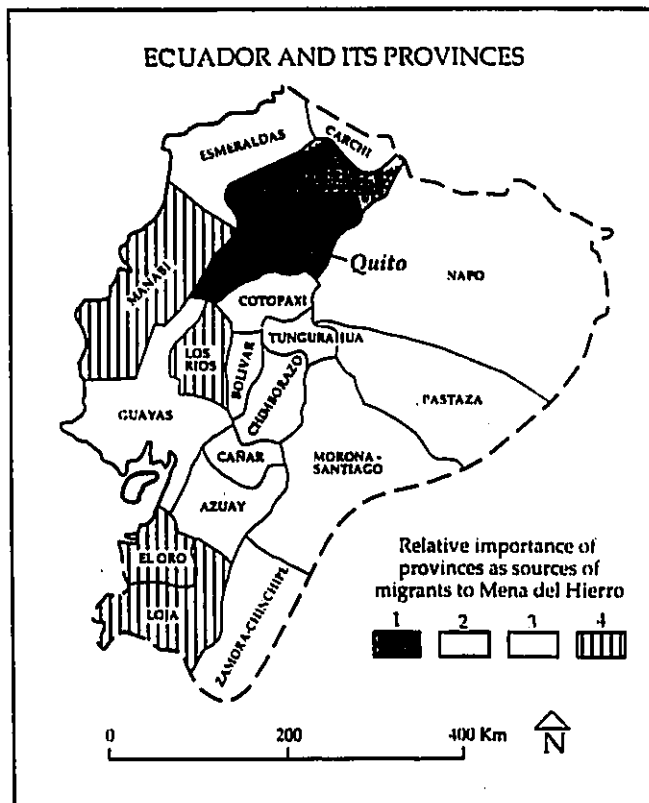 ECUADOR AND ITS PROVINCES
ESMERALDAS
CARCHI
Quito
MANABI
NAPO
COTOPAXI
TUNGURAHUA
LOS
RIOS
BOLIVAR
CHIMBORAZO
PASTAZA
GUAYAS
CAÑAR
MORONA-
SANTIAGO
AZUAY
EL ORO
LOJA
ZAMORA-CHINCHIPE
Relative importance of
provinces as sources of
migrants to Mena del Hierro
1 2 3 4
0 200 400 Km
N